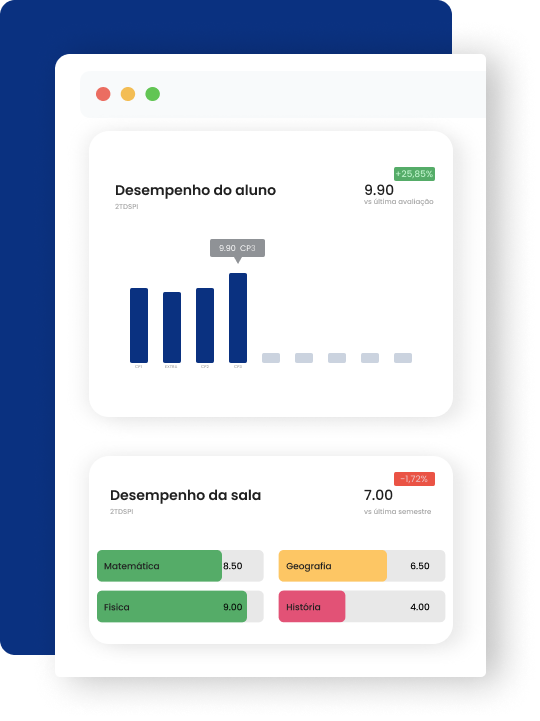 +25,85%
Desempenho do aluno
9.90
2TDSPI
vs última avaliação
9.90 CP3
CP1
EXTRA
CP2
CP3
-1,72%
Desempenho da sala
7.00
2TDSPI
vs última semestre
Matemática 8.50
Geografia 6.50
Física 9.00
História 4.00